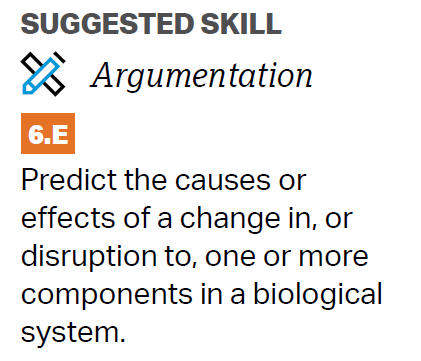 SUGGESTED SKILL
Argumentation
6.E
Predict the causes or
effects of a change in, or
disruption to, one or more
components in a biological
system.